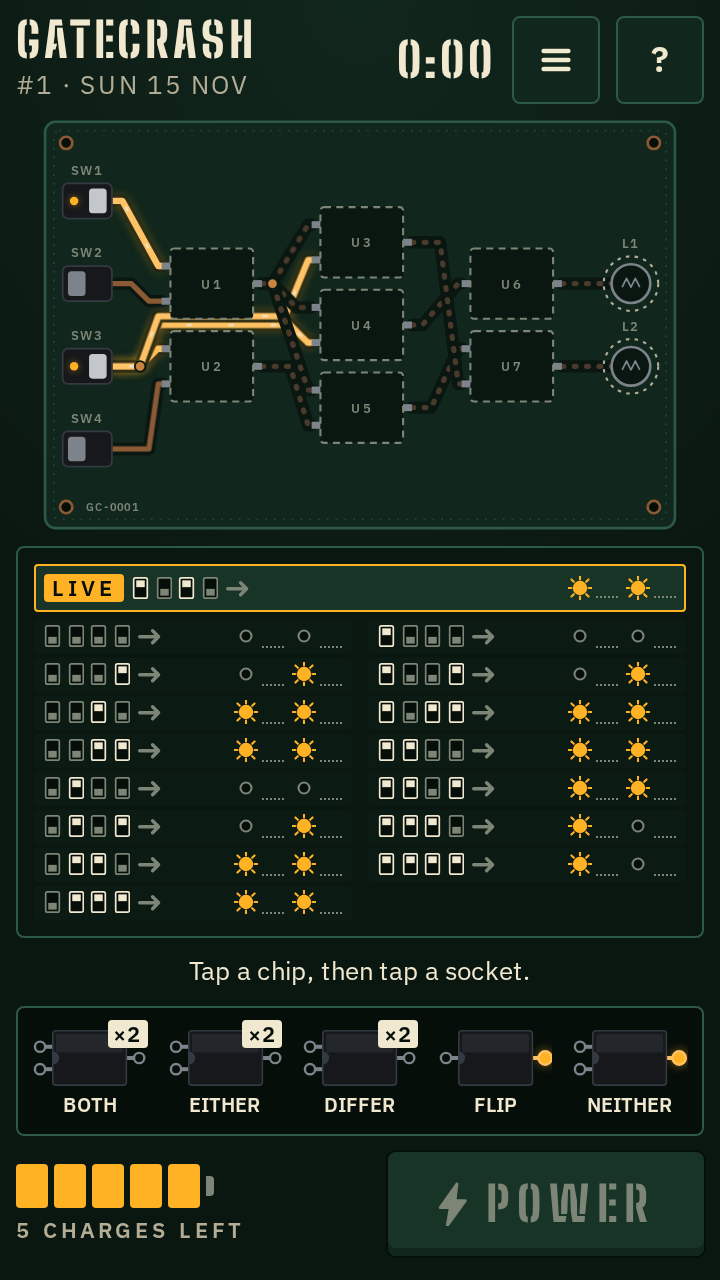 GATECRASH
#1 · SUN 15 NOV
0:00
?
SW1
SW2
SW3
SW4
U1
U2
U3
U4
U5
U6
U7
L1
L2
GC-0001
LIVE
Tap a chip, then tap a socket.
×2
×2
×2
BOTH
EITHER
DIFFER
FLIP
NEITHER
5 CHARGES LEFT
POWER